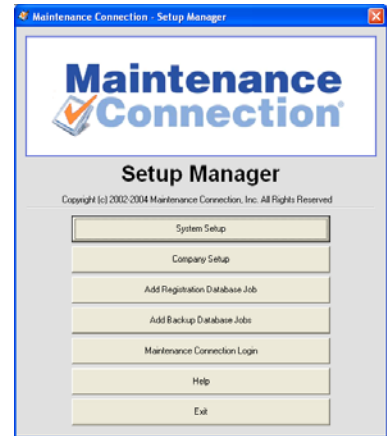 Maintenance Connection - Setup Manager
Maintenance
Connection
Setup Manager
Copyright (c) 2002-2004 Maintenance Connection, Inc. All Rights Reserved
System Setup
Company Setup
Add Registration Database Job
Add Backup Database Jobs
Maintenance Connection Login
Help
Exit